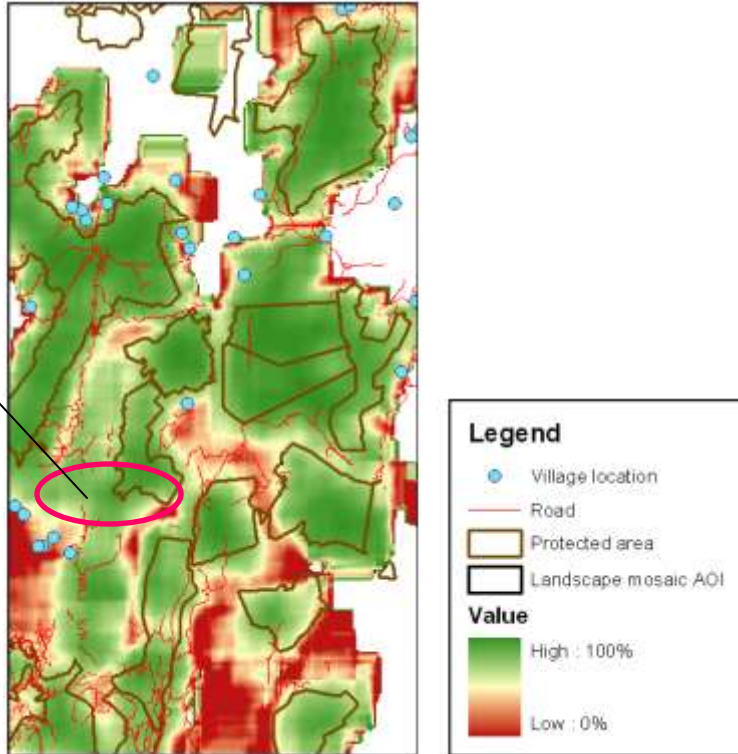 Legend
Village location
Road
Protected area
Landscape mosaic AOI
Value
High : 100%
Low : 0%